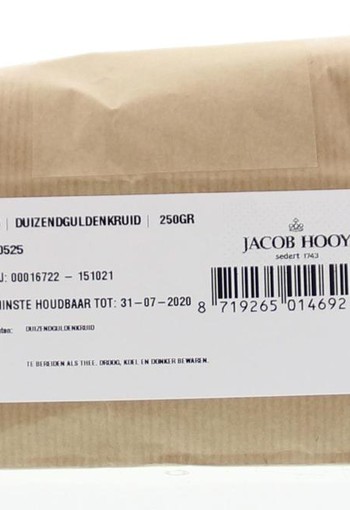 | DUIZENDGULDENKRUID | 250GR
0525
JACOB HOOY
sedert 1743
J: 00016722 - 151021
MINSTE HOUDBAAR TOT: 31-07-2020
8 719265 014692
DUIZENDGULDENKRUID
TE BEREIDEN ALS THEE. DROOG, KOEL EN DONKER BEWAREN.